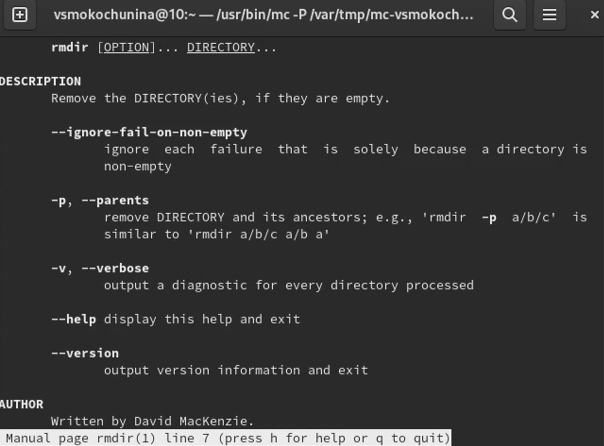 vsmokochunina@10:~ — /usr/bin/mc -P /var/tmp/mc-vsmokoch…
rmdir [OPTION]... DIRECTORY...
DESCRIPTION
Remove the DIRECTORY(ies), if they are empty.
--ignore-fail-on-non-empty
ignore each failure that is solely because a directory is
non-empty
-p, --parents
remove DIRECTORY and its ancestors; e.g., 'rmdir -p a/b/c' is
similar to 'rmdir a/b/c a/b a'
-v, --verbose
output a diagnostic for every directory processed
--help display this help and exit
--version
output version information and exit
AUTHOR
Written by David MacKenzie.
Manual page rmdir(1) line 7 (press h for help or q to quit)